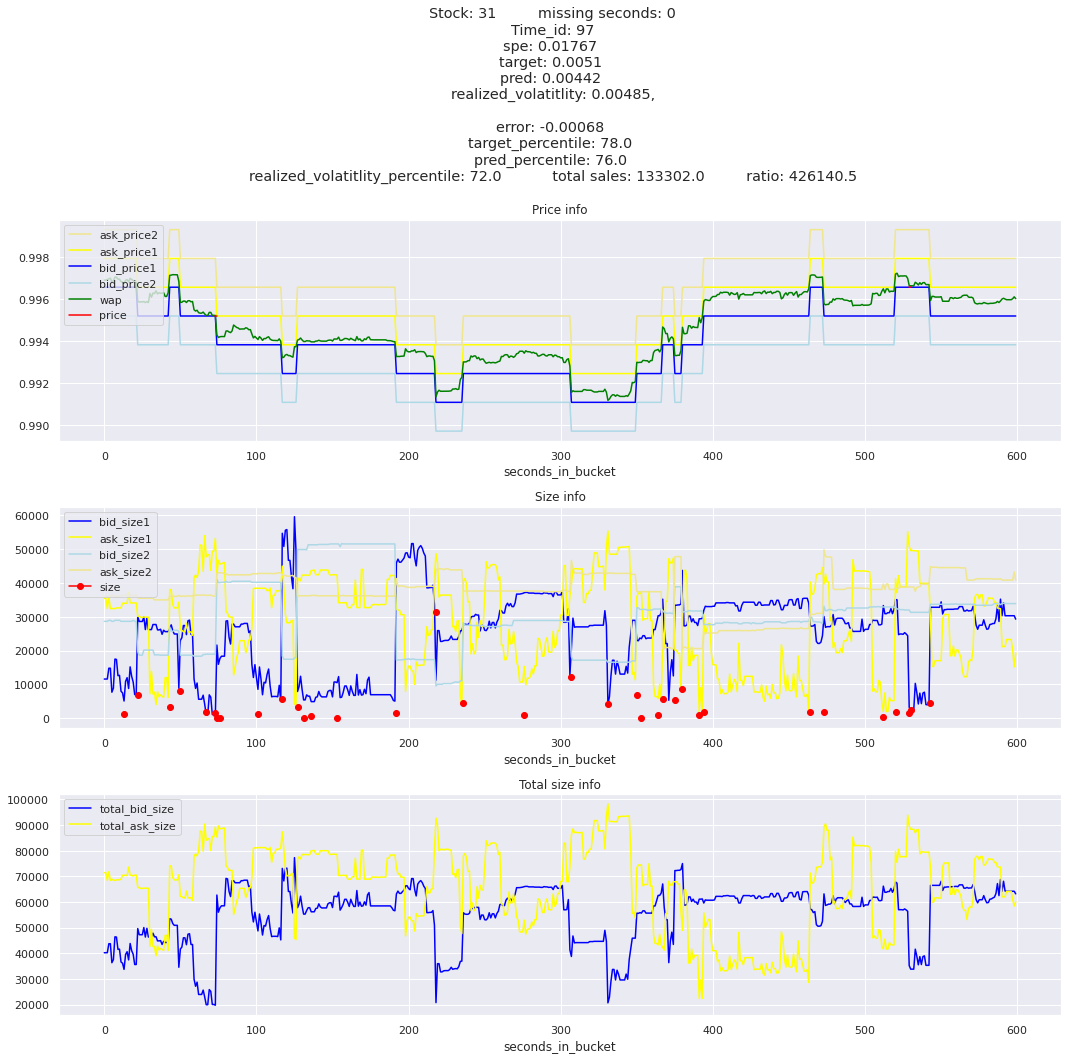 Stock: 31 missing seconds: 0
Time_id: 97
spe: 0.01767
target: 0.0051
pred: 0.00442
realized_volatitlity: 0.00485,
error: -0.00068
target_percentile: 78.0
pred_percentile: 76.0
realized_volatitlity_percentile: 72.0 total sales: 133302.0 ratio: 426140.5
Price info
ask_price2
ask_price1
bid_price1
bid_price2
wap
price
0.998
0.996
0.994
0.992
0.990
0 100 200 300 400 500 600
seconds_in_bucket
Size info
bid_size1
ask_size1
bid_size2
ask_size2
size
60000
50000
40000
30000
20000
10000
0
0 100 200 300 400 500 600
seconds_in_bucket
Total size info
total_bid_size
total_ask_size
100000
90000
80000
70000
60000
50000
40000
30000
20000
0 100 200 300 400 500 600
seconds_in_bucket